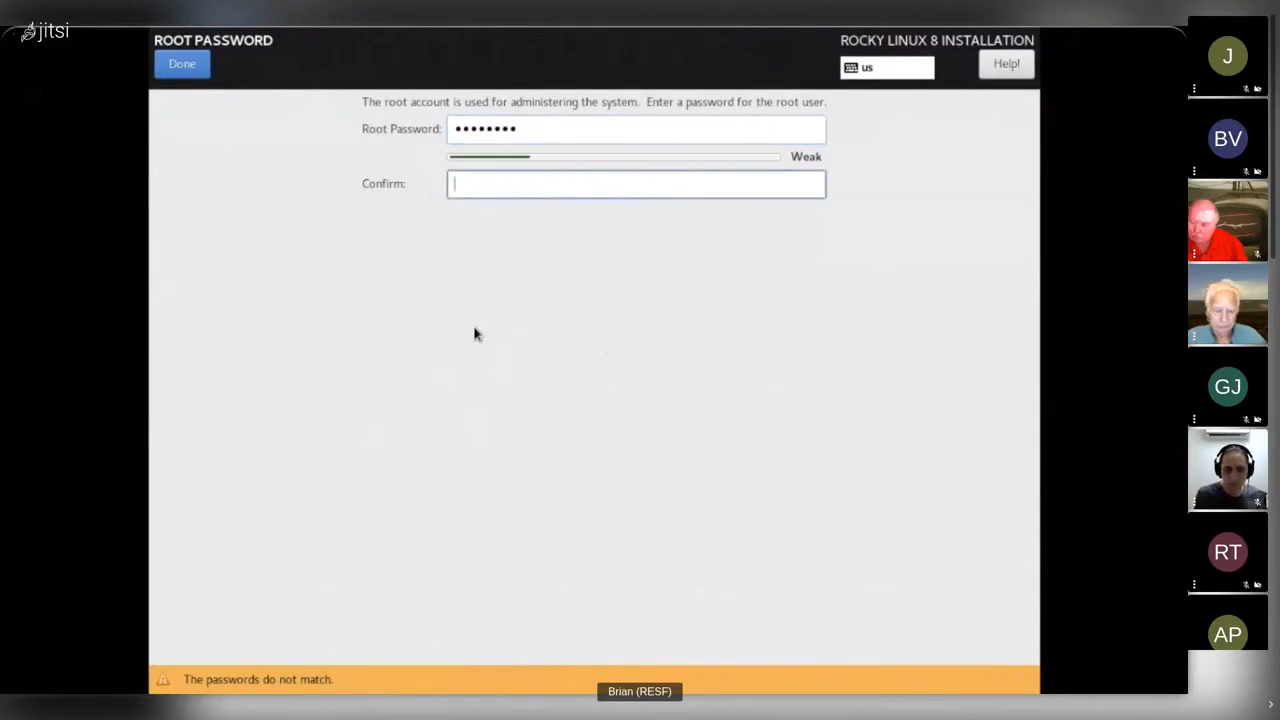 jitsi
ROOT PASSWORD
ROCKY LINUX 8 INSTALLATION
Done
us
Help!
The root account is used for administering the system. Enter a password for the root user.
Root Password: ••••••••
Weak
Confirm:
The passwords do not match.
Brian (RESF)
J
BV
GJ
RT
AP